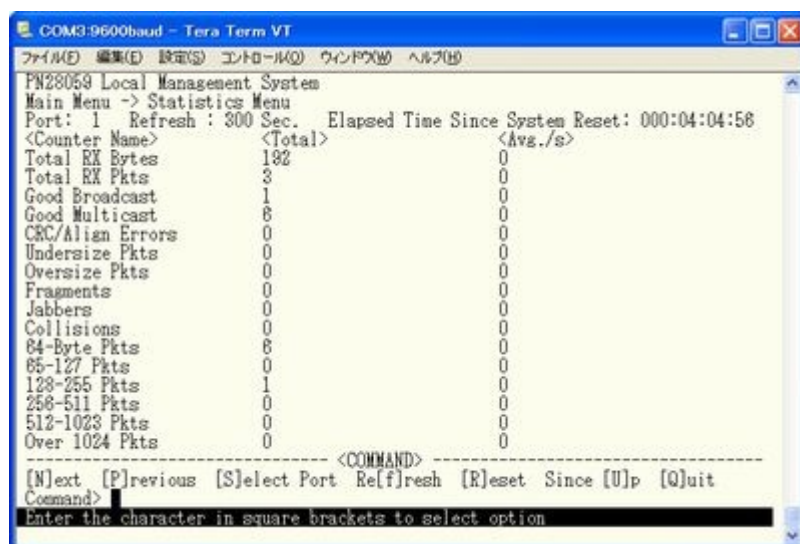 COM3:9600baud - Tera Term VT
ファイル(F) 編集(E) 設定(S) コントロール(O) ウィンドウ(W) ヘルプ(H)
PN28059 Local Management System
Main Menu -> Statistics Menu
Port: 1 Refresh : 300 Sec. Elapsed Time Since System Reset: 000:04:04:56
<Counter Name> <Total> <Avg./s>
Total RX Bytes 192 0
Total RX Pkts 3 0
Good Broadcast 1 0
Good Multicast 6 0
CRC/Align Errors 0 0
Undersize Pkts 0 0
Oversize Pkts 0 0
Fragments 0 0
Jabbers 0 0
Collisions 0 0
64-Byte Pkts 6 0
65-127 Pkts 0 0
128-255 Pkts 1 0
256-511 Pkts 0 0
512-1023 Pkts 0 0
Over 1024 Pkts 0 0
------------------------------- <COMMAND> ----------------------------------
[N]ext [P]revious [S]elect Port Re[f]resh [R]eset Since [U]p [Q]uit
Command>
Enter the character in square brackets to select option